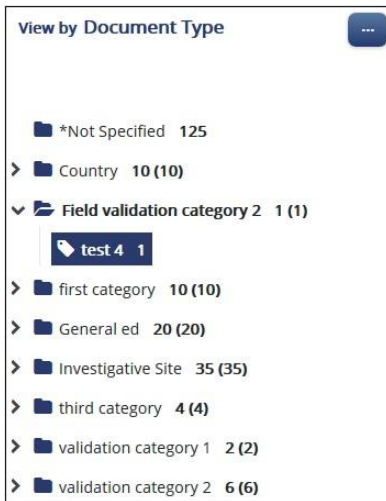 View by Document Type
...
*Not Specified 125
Country 10 (10)
Field validation category 2 1 (1)
test 4 1
first category 10 (10)
General ed 20 (20)
Investigative Site 35 (35)
third category 4 (4)
validation category 1 2 (2)
validation category 2 6 (6)